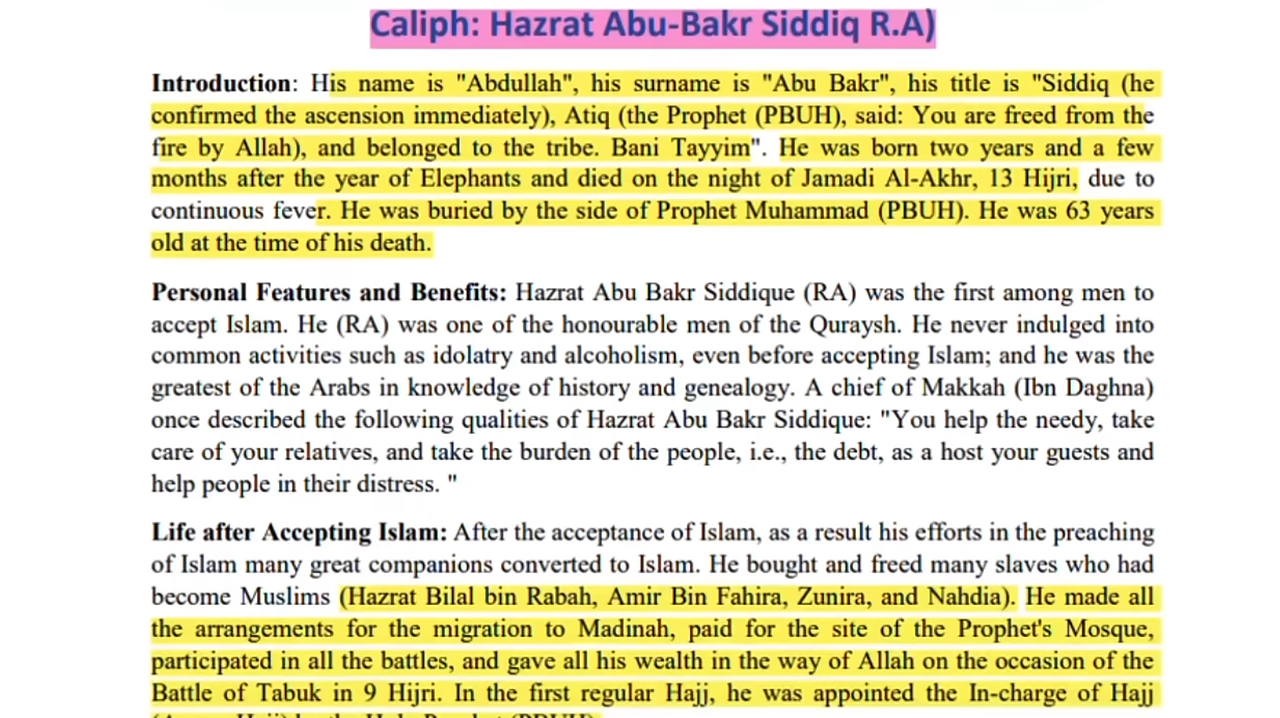 Caliph: Hazrat Abu-Bakr Siddiq R.A)
Introduction: His name is "Abdullah", his surname is "Abu Bakr", his title is "Siddiq (he
confirmed the ascension immediately), Atiq (the Prophet (PBUH), said: You are freed from the
fire by Allah), and belonged to the tribe. Bani Tayyim". He was born two years and a few
months after the year of Elephants and died on the night of Jamadi Al-Akhr, 13 Hijri, due to
continuous fever. He was buried by the side of Prophet Muhammad (PBUH). He was 63 years
old at the time of his death.
Personal Features and Benefits: Hazrat Abu Bakr Siddique (RA) was the first among men to
accept Islam. He (RA) was one of the honourable men of the Quraysh. He never indulged into
common activities such as idolatry and alcoholism, even before accepting Islam; and he was the
greatest of the Arabs in knowledge of history and genealogy. A chief of Makkah (Ibn Daghna)
once described the following qualities of Hazrat Abu Bakr Siddique: "You help the needy, take
care of your relatives, and take the burden of the people, i.e., the debt, as a host your guests and
help people in their distress. "
Life after Accepting Islam: After the acceptance of Islam, as a result his efforts in the preaching
of Islam many great companions converted to Islam. He bought and freed many slaves who had
become Muslims (Hazrat Bilal bin Rabah, Amir Bin Fahira, Zunira, and Nahdia). He made all
the arrangements for the migration to Madinah, paid for the site of the Prophet's Mosque,
participated in all the battles, and gave all his wealth in the way of Allah on the occasion of the
Battle of Tabuk in 9 Hijri. In the first regular Hajj, he was appointed the In-charge of Hajj
Hajj) by the Holy Prophet (PBUH)